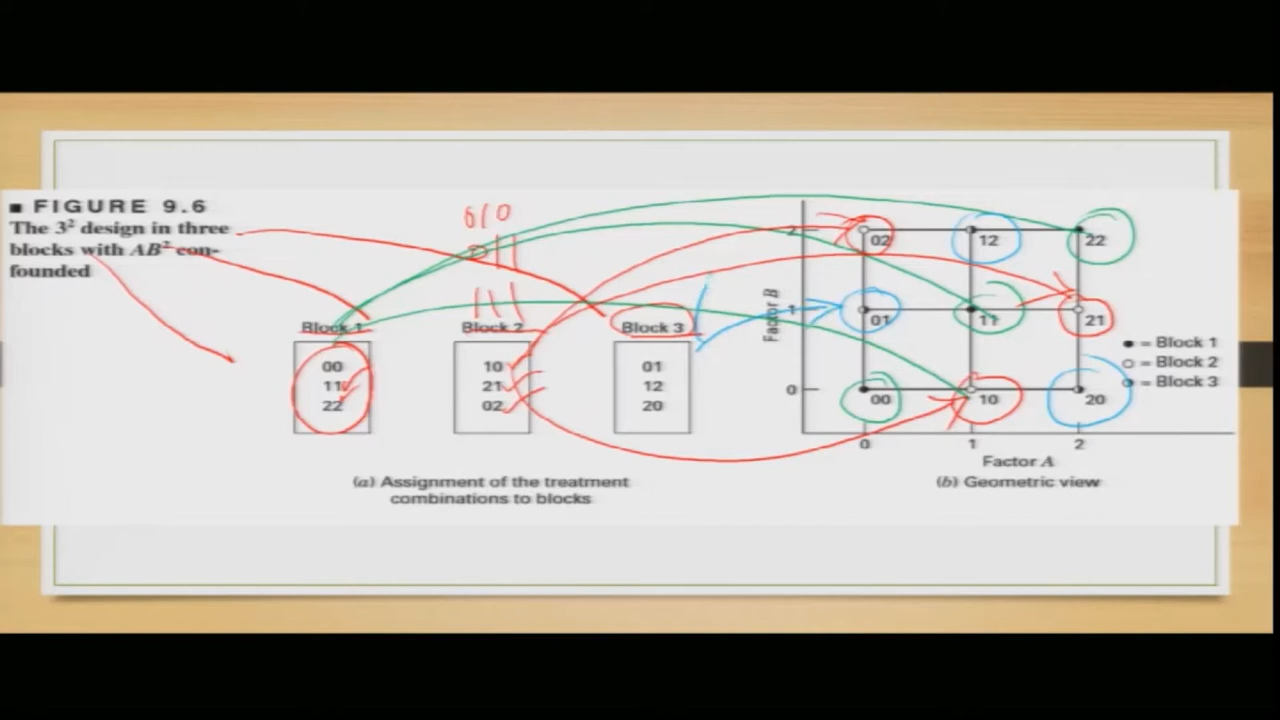 ■ FIGURE 9.6
The 3² design in three
blocks with AB² con-
founded
010
111
Block 1
00
11
22
Block 2
10
21
02
Block 3
01
12
20
(a) Assignment of the treatment
combinations to blocks
Factor B
2
1
0
02
12
22
01
11
21
00
10
20
0
1
2
Factor A
(b) Geometric view
= Block 1
= Block 2
= Block 3